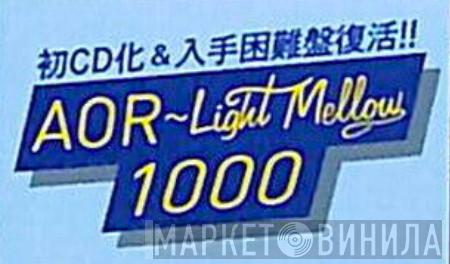 初CD化&入手困難盤復活!!
AOR~Light Mellow
1000
МАРКЕТ ВИНИЛА